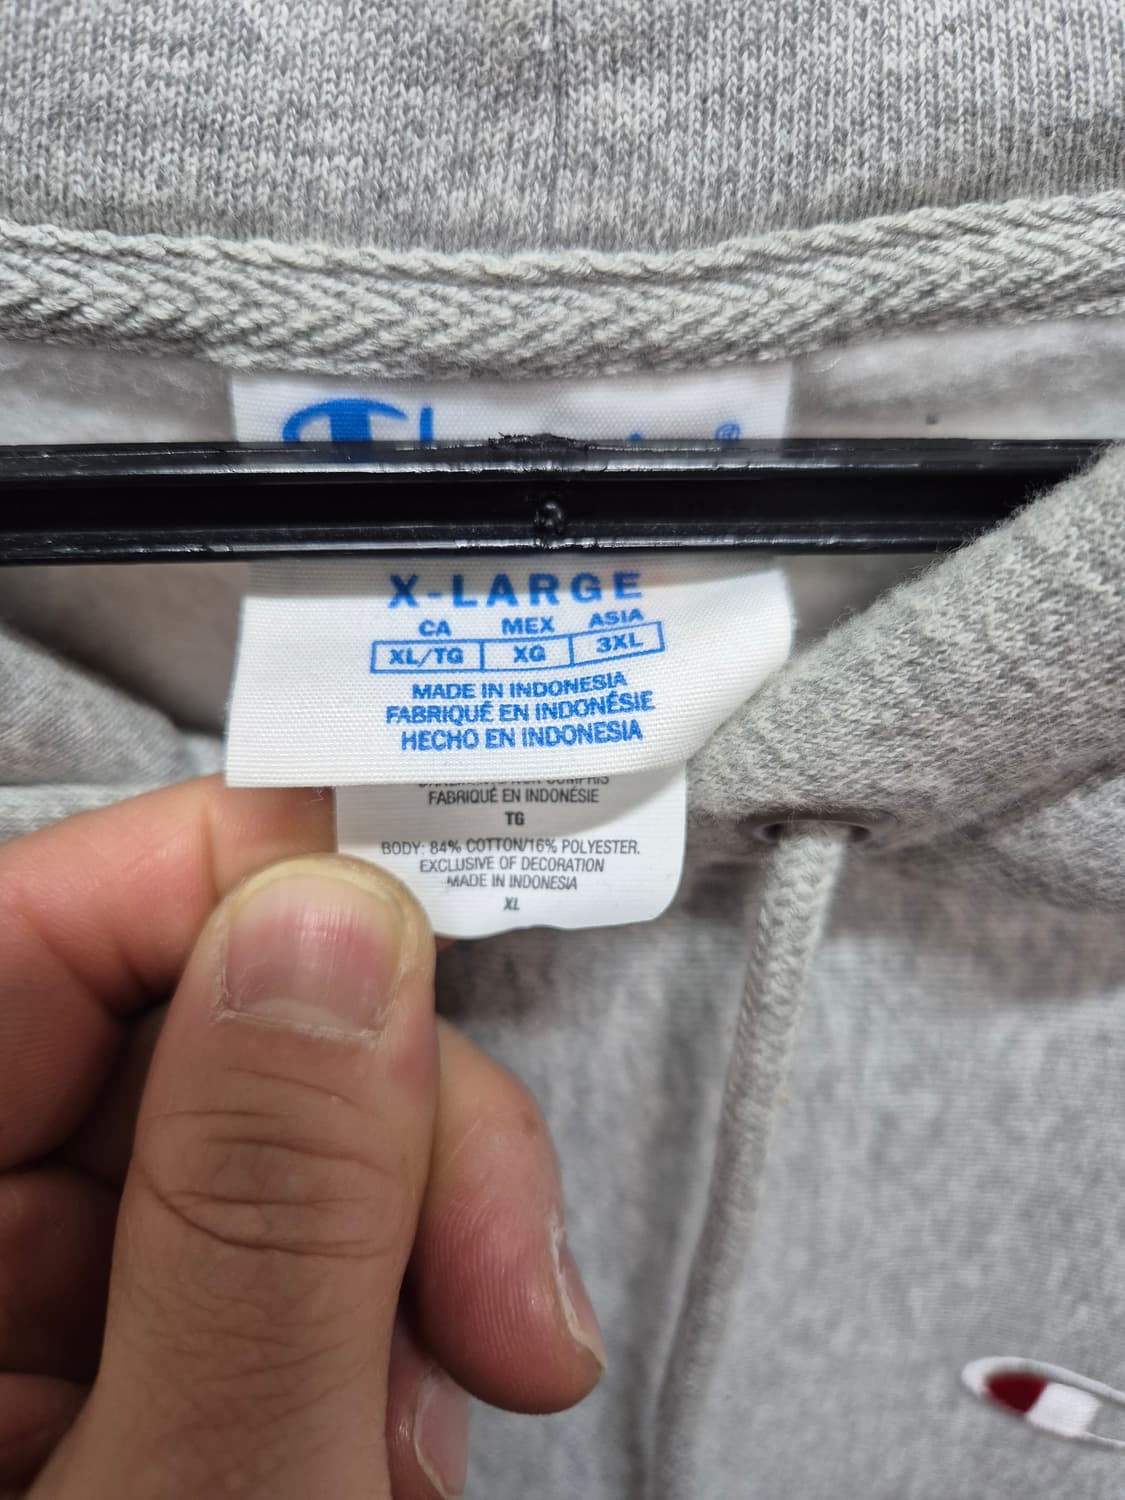 ®
X-LARGE
CA MEX ASIA
XL/TG XG 3XL
MADE IN INDONESIA
FABRIQUÉ EN INDONÉSIE
HECHO EN INDONESIA
COMPRIS
FABRIQUÉ EN INDONÉSIE
TG
BODY: 84% COTTON/16% POLYESTER.
EXCLUSIVE OF DECORATION
MADE IN INDONESIA
XL